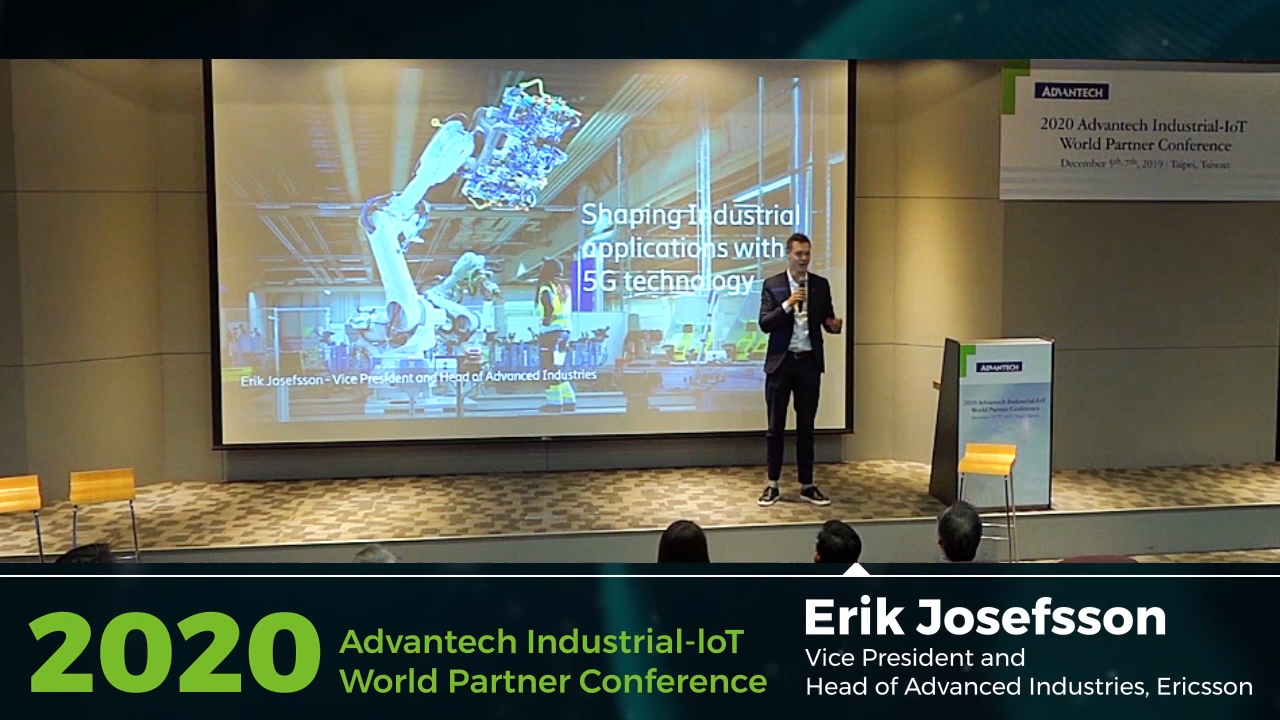 ADVANTECH
2020 Advantech Industrial-IoT
World Partner Conference
December 5th-7th, 2019 | Taipei, Taiwan
Shaping Industrial
applications with
5G technology
Erik Josefsson - Vice President and Head of Advanced Industries
ADVANTECH
2020 Advantech Industrial-IoT
World Partner Conference
2020
Advantech Industrial-IoT
World Partner Conference
Erik Josefsson
Vice President and
Head of Advanced Industries, Ericsson